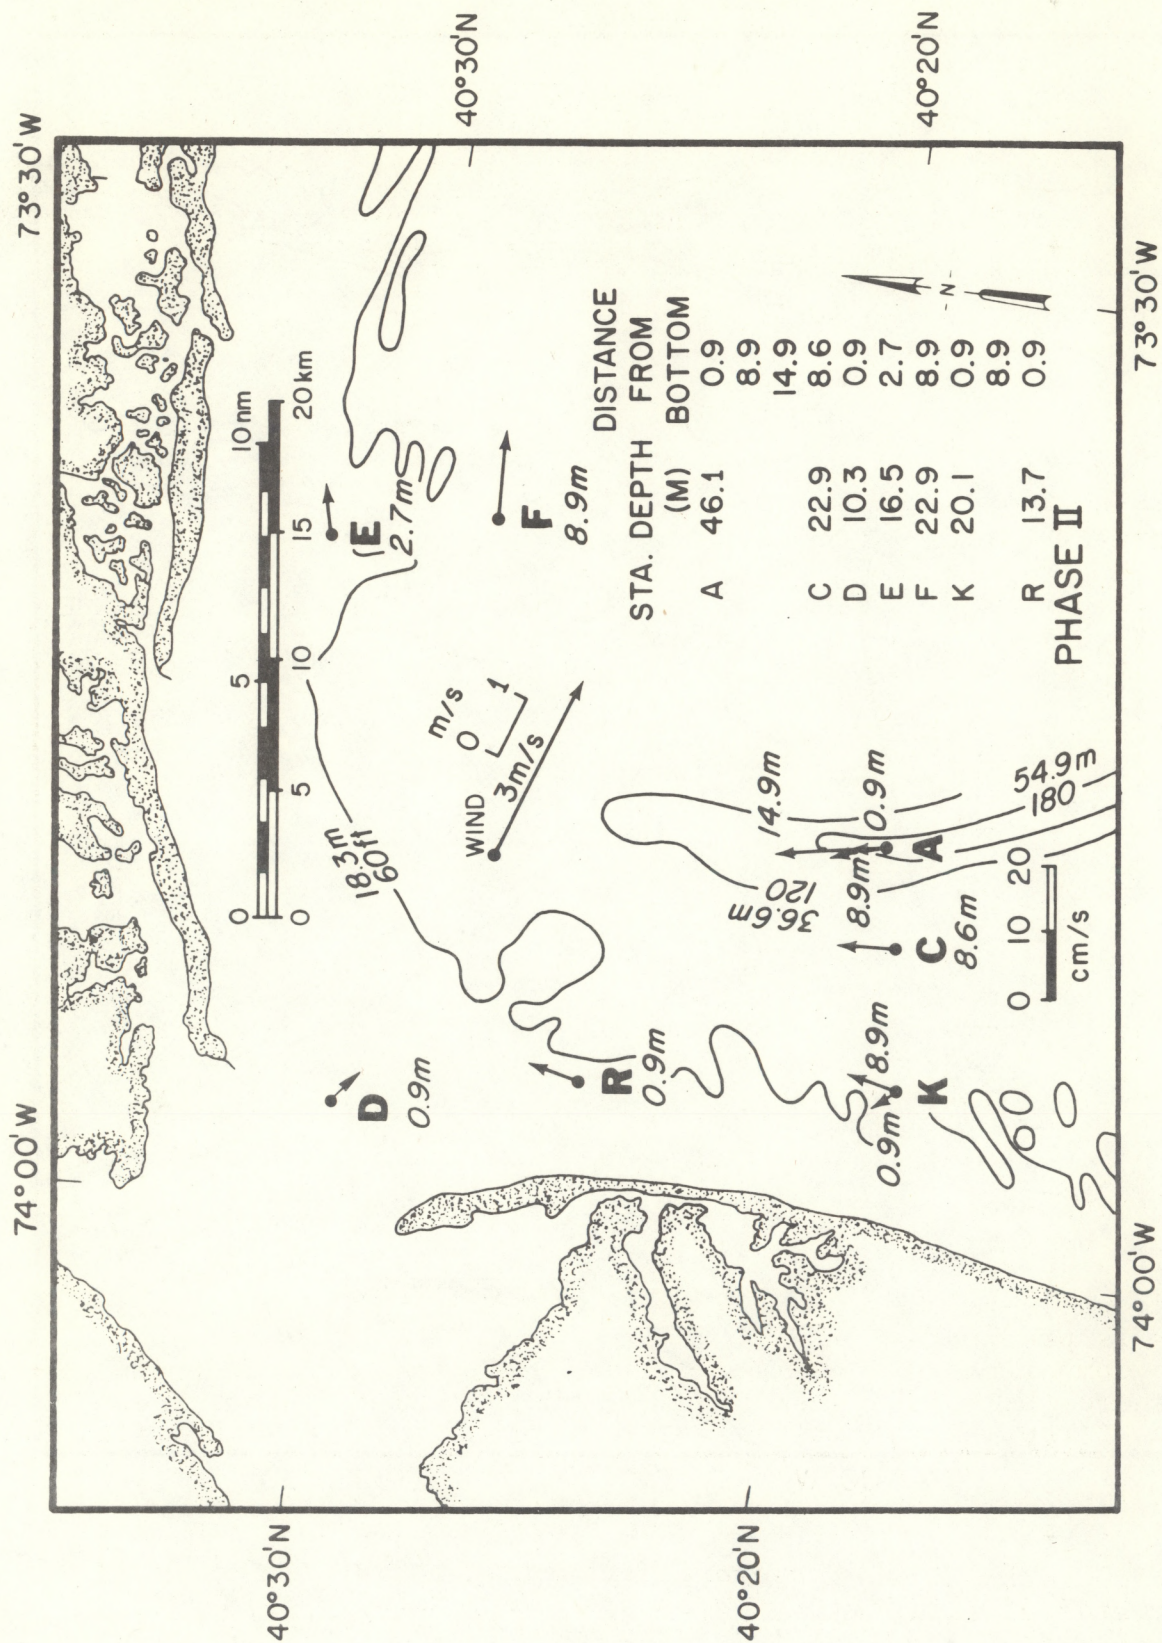 74°00'W
73°30'W
40°30'N
40°20'N
40°30'N
40°20'N
74°00'W
73°30'W
0 5 10 nm
0 5 10 15 20 km
18.3m
60ft
WIND
3m/s
m/s
0 1
D
0.9m
E
2.7m
F
8.9m
R
0.9m
K
0.9m
8.9m
C
8.6m
A
14.9m
8.9m
0.9m
36.6m
120
54.9m
180
0 10 20
cm/s
DISTANCE
STA. DEPTH FROM
(M) BOTTOM
A 46.1 0.9
8.9
14.9
C 22.9 8.6
D 10.3 0.9
E 16.5 2.7
F 22.9 8.9
K 20.1 0.9
8.9
R 13.7 0.9
PHASE II
-N-